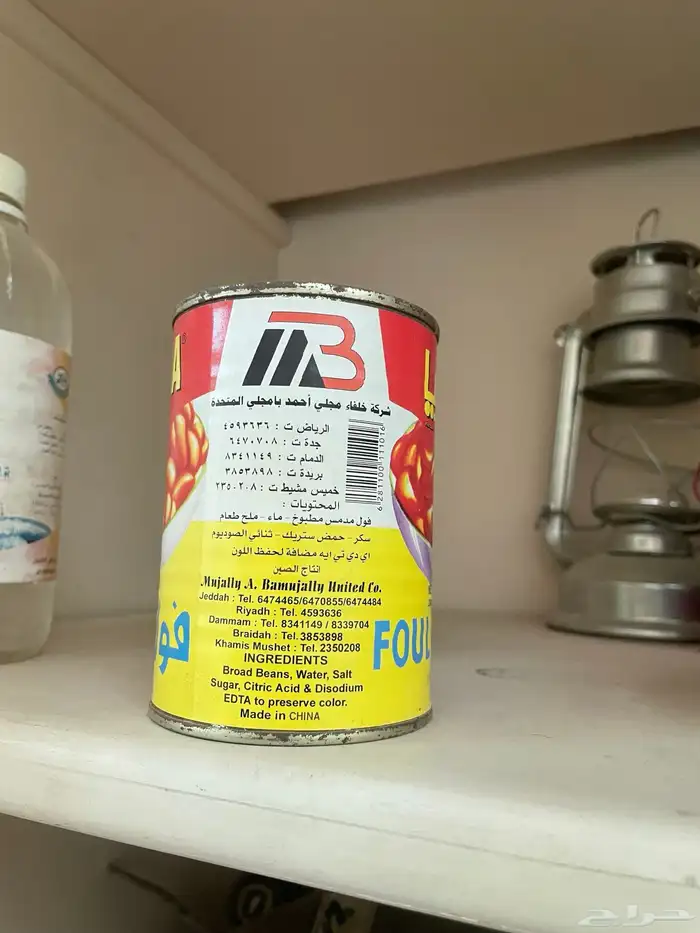 A®
MB
شركة خلفاء مجلي أحمد بامجلي المتحدة
الرياض ت : ٤٥٩٣٦٣٦
جدة ت : ٦٤٧٠٧٠٨
الدمام ت : ٨٣٤١١٤٩
بريدة ت : ٣٨٥٣٨٩٨
خميس مشيط ت : ٢٣٥٠٢٠٨
المحتويات :
فول مدمس مطبوخ - ماء - ملح طعام
سكر - حمض ستريك - ثنائي الصوديوم
اي دي تي ايه مضافة لحفظ اللون
انتاج الصين
6281100111016
Mujally A. Bamujally United Co.
Jeddah : Tel. 6474465/6470855/6474484
Riyadh : Tel. 4593636
Dammam : Tel. 8341149 / 8339704
Braidah : Tel.3853898
Khamis Mushet : Tel.2350208
INGREDIENTS
Broad Beans, Water, Salt
Sugar, Citric Acid & Disodium
EDTA to preserve color.
Made in CHINA
فو
FOUL
حراج